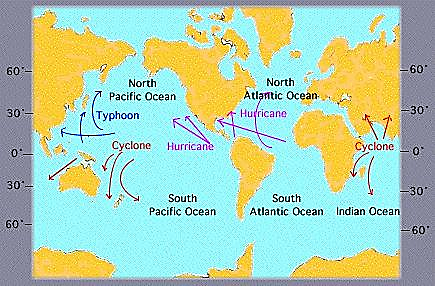 60°
30°
0°
30°
60°
60°
30°
0°
30°
60°
North
Pacific Ocean
North
Atlantic Ocean
Typhoon
Hurricane
Cyclone
Hurricane
Cyclone
South
Pacific Ocean
South
Atlantic Ocean
Indian Ocean